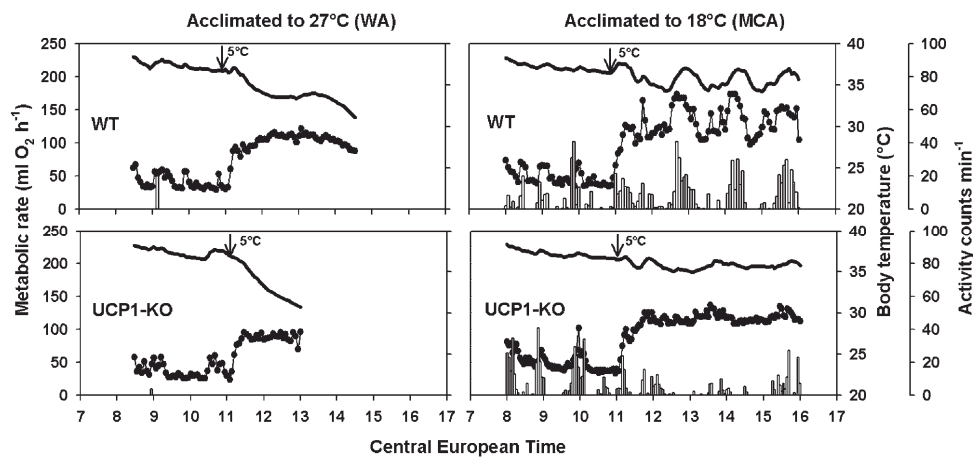 Acclimated to 27°C (WA)
Acclimated to 18°C (MCA)
250
200
150
100
50
0
5°C
WT
5°C
WT
40
35
30
25
20
100
80
60
40
20
0
250
200
150
100
50
0
5°C
UCP1-KO
5°C
UCP1-KO
40
35
30
25
20
100
80
60
40
20
0
Metabolic rate (ml O₂ h⁻¹)
Body temperature (°C)
Activity counts min⁻¹
7 8 9 10 11 12 13 14 15 16 17
7 8 9 10 11 12 13 14 15 16 17
Central European Time